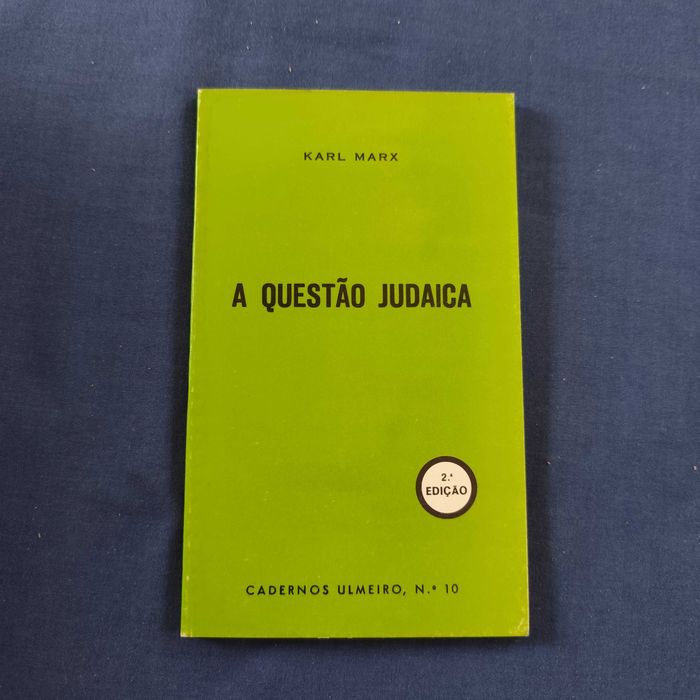 KARL MARX
A QUESTÃO JUDAICA
2.ª
EDIÇÃO
CADERNOS ULMEIRO, N.º 10